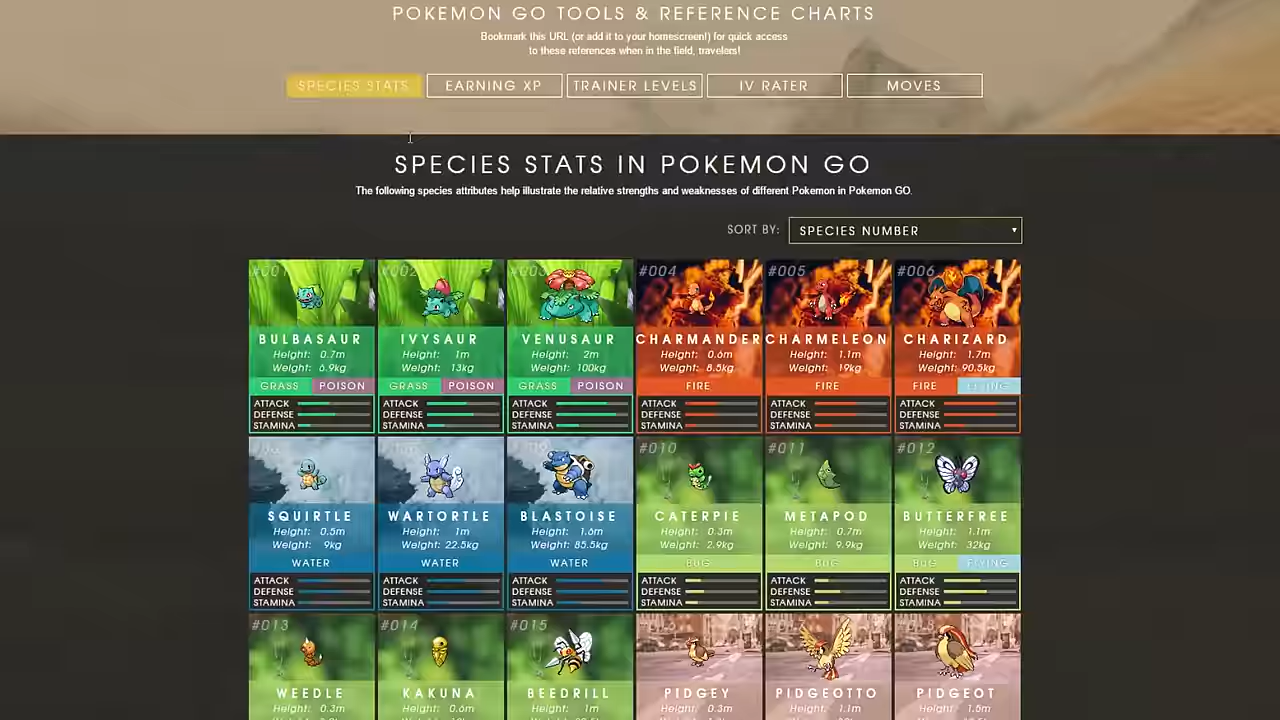 POKEMON GO TOOLS & REFERENCE CHARTS
Bookmark this URL (or add it to your homescreen!) for quick access
to these references when in the field, travelers!
SPECIES STATS EARNING XP TRAINER LEVELS IV RATER MOVES
SPECIES STATS IN POKEMON GO
The following species attributes help illustrate the relative strengths and weaknesses of different Pokemon in Pokemon GO.
SORT BY: SPECIES NUMBER
#001 #002 #003 #004 #005 #006
BULBASAUR IVYSAUR VENUSAUR CHARMANDER CHARMELEON CHARIZARD
Height: 0.7m Height: 1m Height: 2m Height: 0.6m Height: 1.1m Height: 1.7m
Weight: 6.9kg Weight: 13kg Weight: 100kg Weight: 8.5kg Weight: 19kg Weight: 90.5kg
GRASS POISON GRASS POISON GRASS POISON FIRE FIRE FIRE FLYING
ATTACK ATTACK ATTACK ATTACK ATTACK ATTACK
DEFENSE DEFENSE DEFENSE DEFENSE DEFENSE DEFENSE
STAMINA STAMINA STAMINA STAMINA STAMINA STAMINA
#010 #011 #012
SQUIRTLE WARTORTLE BLASTOISE CATERPIE METAPOD BUTTERFREE
Height: 0.5m Height: 1m Height: 1.6m Height: 0.3m Height: 0.7m Height: 1.1m
Weight: 9kg Weight: 22.5kg Weight: 85.5kg Weight: 2.9kg Weight: 9.9kg Weight: 32kg
WATER WATER WATER BUG BUG BUG FLYING
ATTACK ATTACK ATTACK ATTACK ATTACK ATTACK
DEFENSE DEFENSE DEFENSE DEFENSE DEFENSE DEFENSE
STAMINA STAMINA STAMINA STAMINA STAMINA STAMINA
#013 #014 #015
WEEDLE KAKUNA BEEDRILL PIDGEY PIDGEOTTO PIDGEOT
Height: 0.3m Height: 0.6m Height: 1m Height: 0.3m Height: 1.1m Height: 1.5m